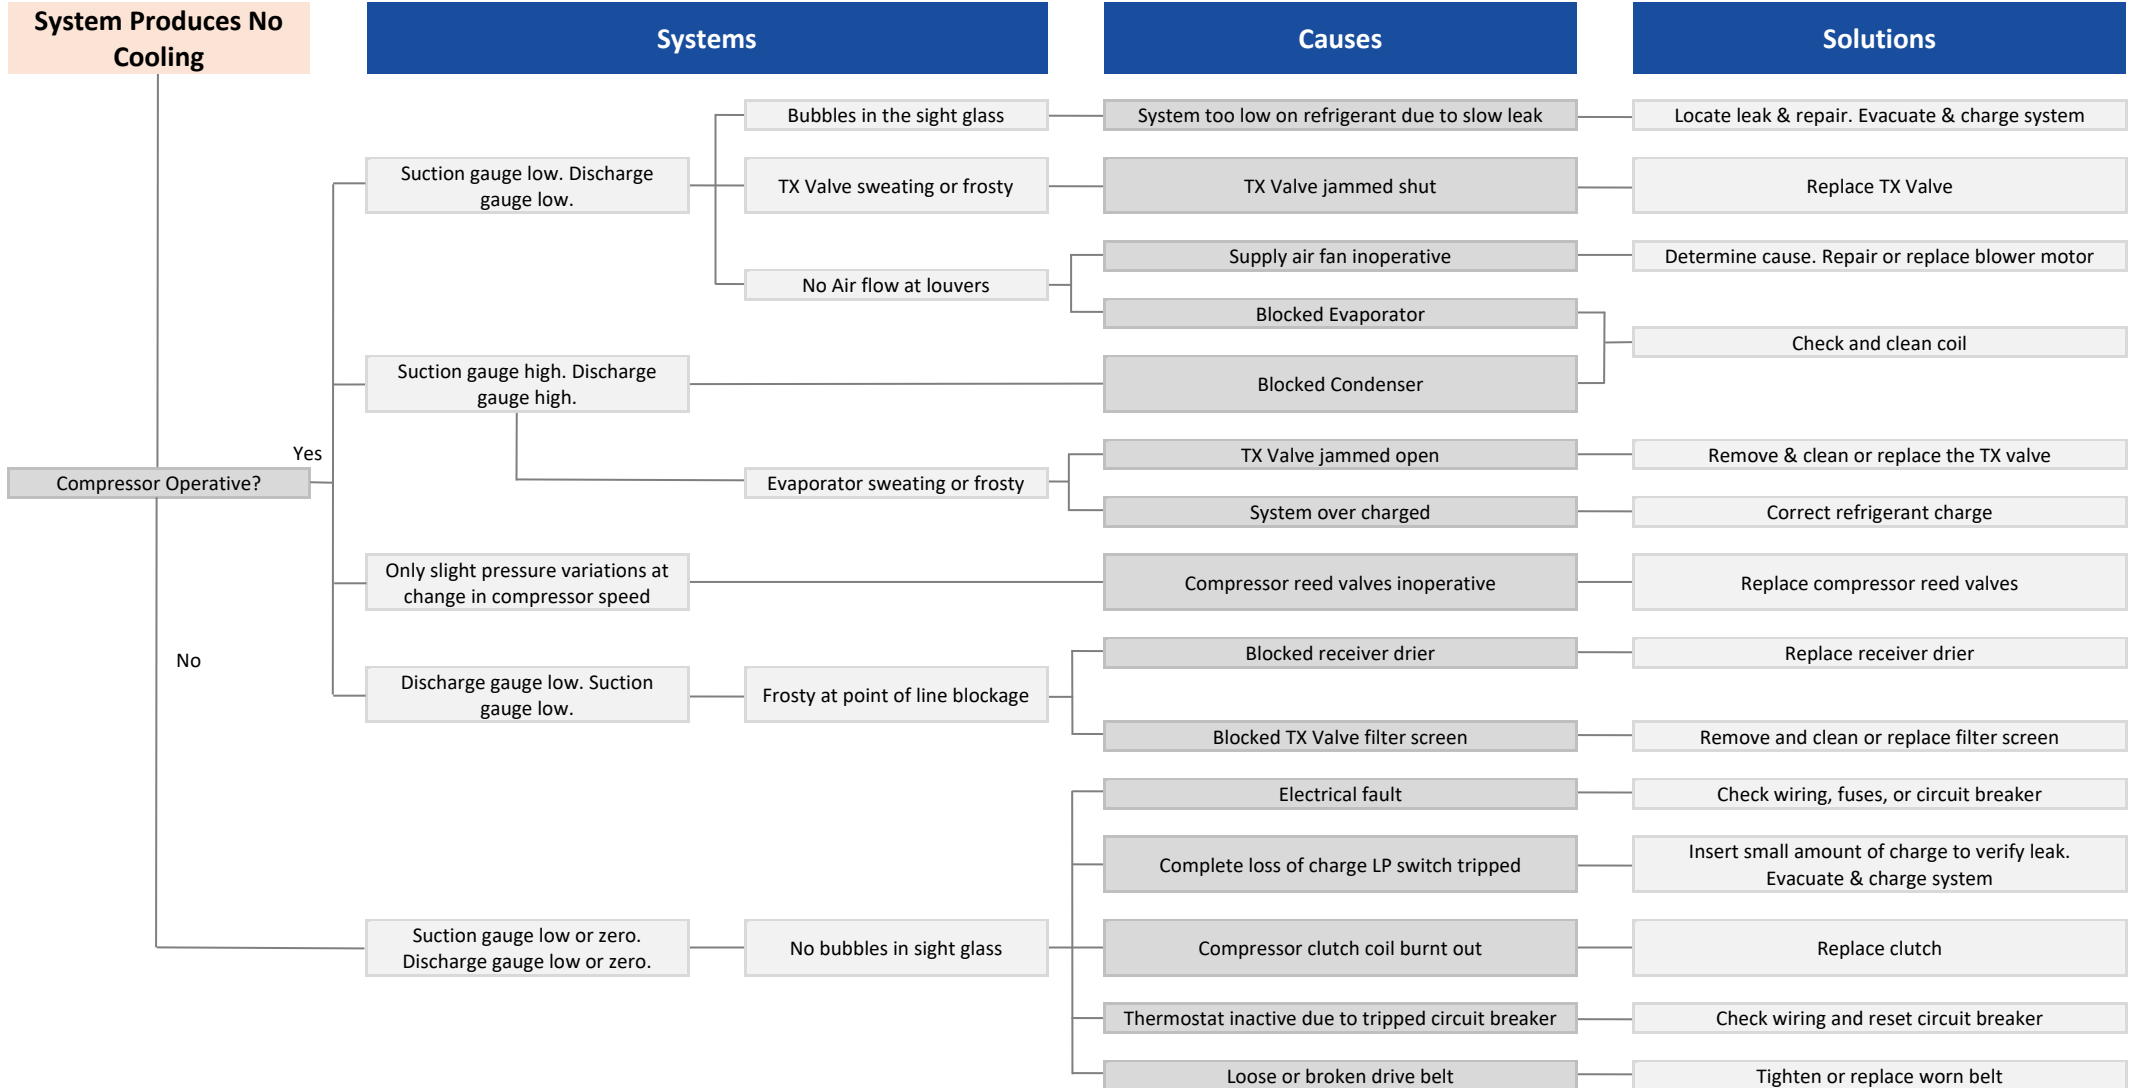 System Produces No
Cooling
Systems
Causes
Solutions
Bubbles in the sight glass
System too low on refrigerant due to slow leak
Locate leak & repair. Evacuate & charge system
Suction gauge low. Discharge
gauge low.
TX Valve sweating or frosty
TX Valve jammed shut
Replace TX Valve
No Air flow at louvers
Supply air fan inoperative
Determine cause. Repair or replace blower motor
Blocked Evaporator
Check and clean coil
Suction gauge high. Discharge
gauge high.
Blocked Condenser
Yes
Compressor Operative?
Evaporator sweating or frosty
TX Valve jammed open
Remove & clean or replace the TX valve
System over charged
Correct refrigerant charge
Only slight pressure variations at
change in compressor speed
Compressor reed valves inoperative
Replace compressor reed valves
No
Discharge gauge low. Suction
gauge low.
Frosty at point of line blockage
Blocked receiver drier
Replace receiver drier
Blocked TX Valve filter screen
Remove and clean or replace filter screen
Electrical fault
Check wiring, fuses, or circuit breaker
Complete loss of charge LP switch tripped
Insert small amount of charge to verify leak.
Evacuate & charge system
Suction gauge low or zero.
Discharge gauge low or zero.
No bubbles in sight glass
Compressor clutch coil burnt out
Replace clutch
Thermostat inactive due to tripped circuit breaker
Check wiring and reset circuit breaker
Loose or broken drive belt
Tighten or replace worn belt